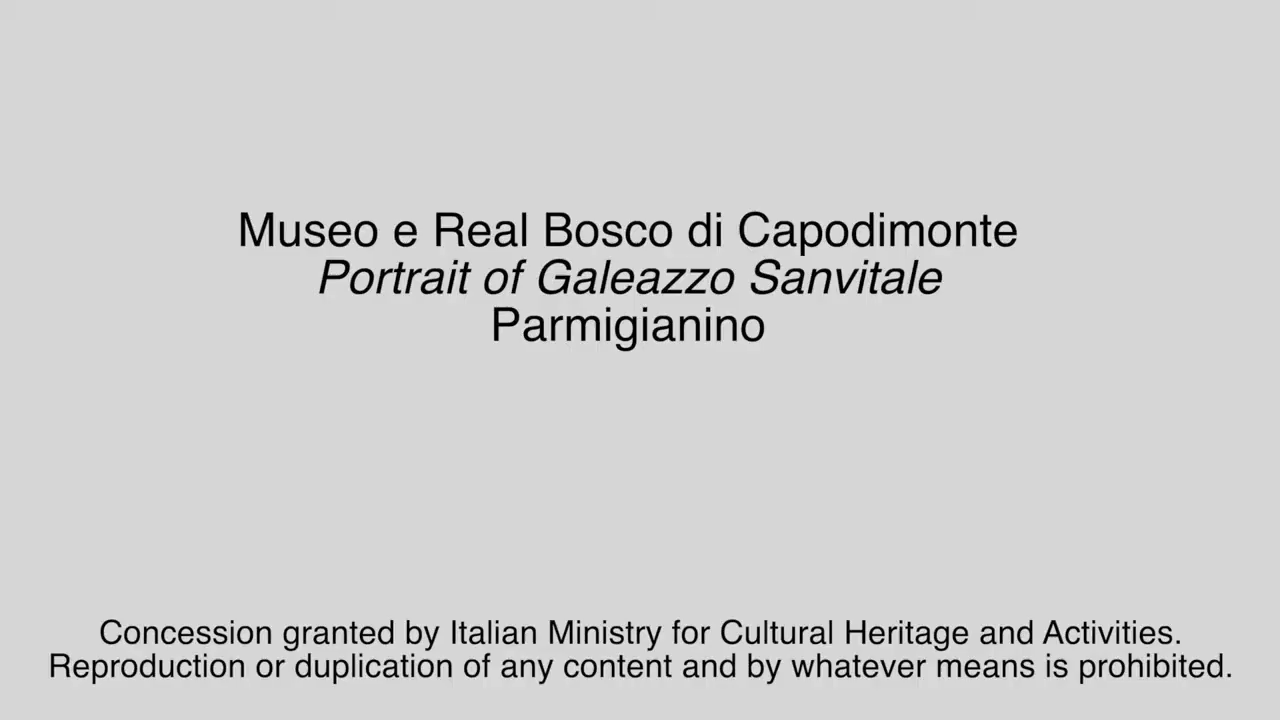 Museo e Real Bosco di Capodimonte
Portrait of Galeazzo Sanvitale
Parmigianino
Concession granted by Italian Ministry for Cultural Heritage and Activities.
Reproduction or duplication of any content and by whatever means is prohibited.